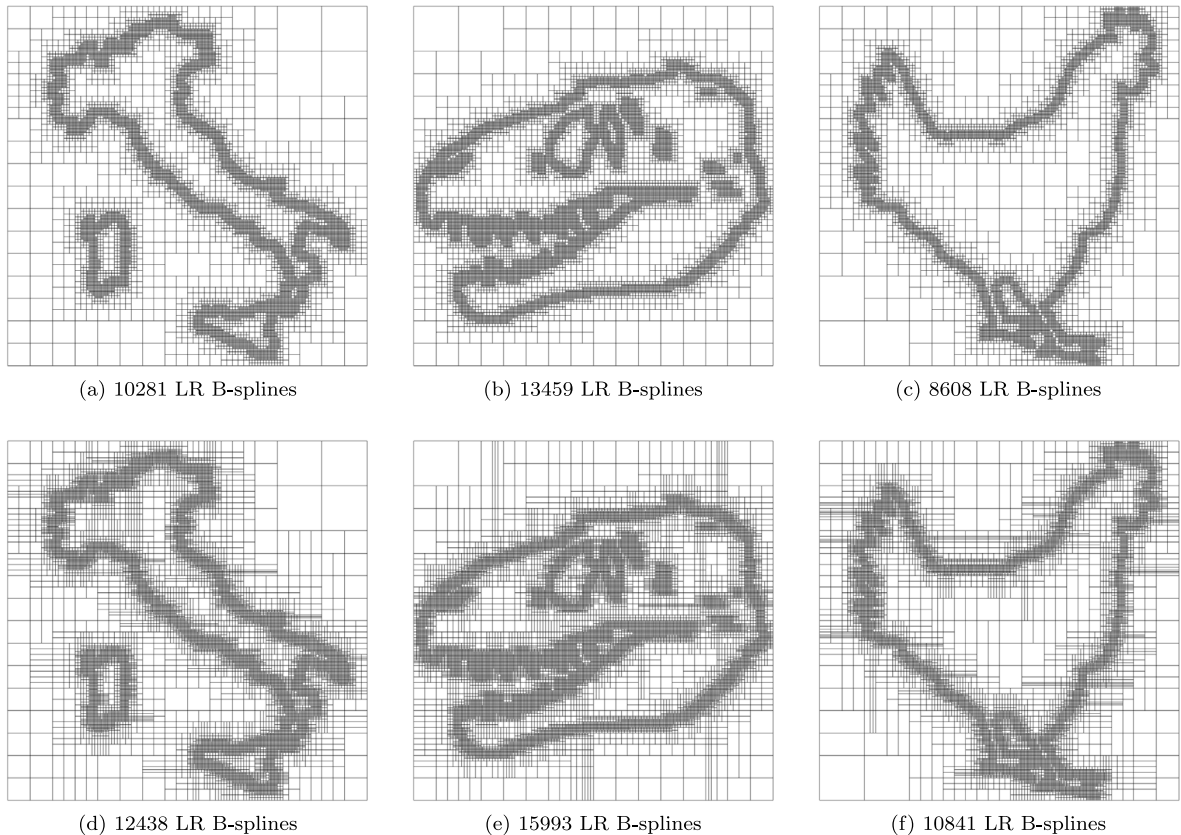 (a) 10281 LR B-splines
(b) 13459 LR B-splines
(c) 8608 LR B-splines
(d) 12438 LR B-splines
(e) 15993 LR B-splines
(f) 10841 LR B-splines